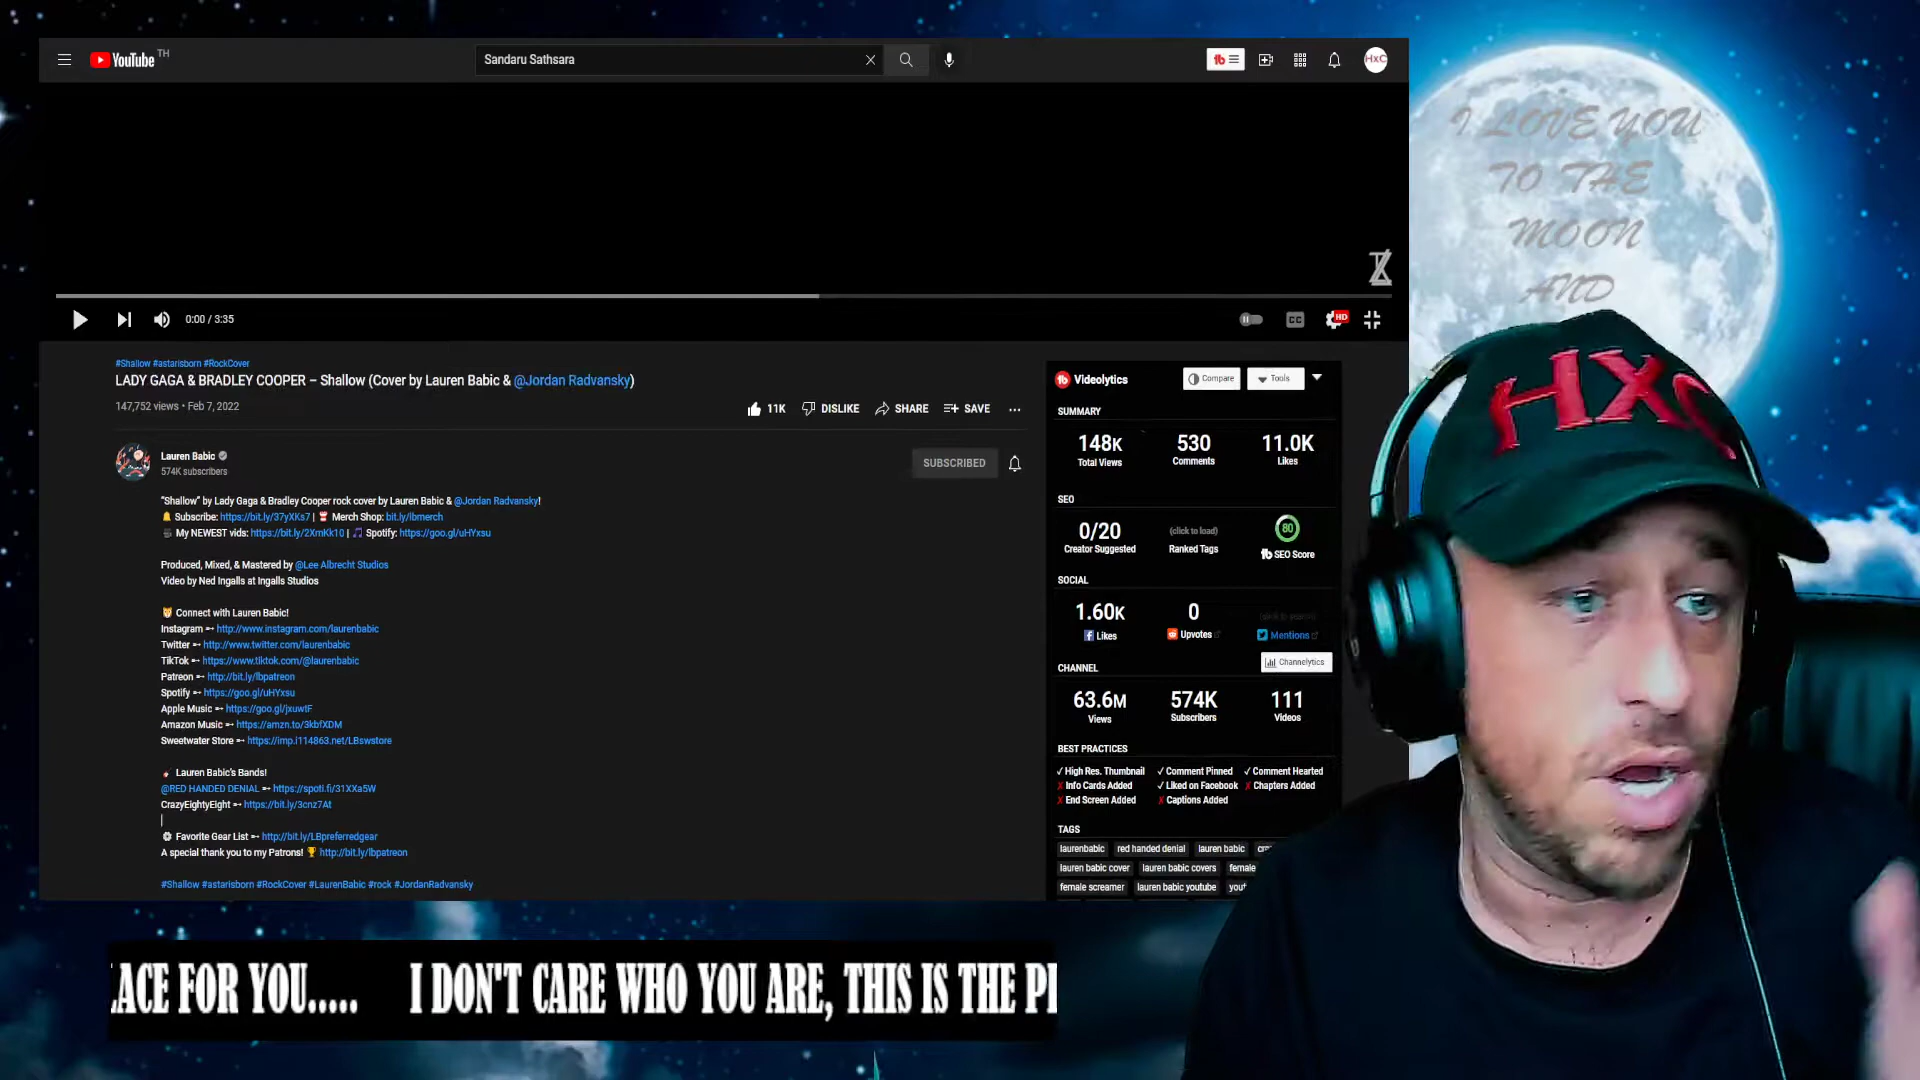 YouTube TH
Sandaru Sathsara
HxC
I LOVE YOU
TO THE
MOON
AND
HXC
0:00 / 3:35
CC
HD
#Shallow #astarisborn #RockCover
LADY GAGA & BRADLEY COOPER – Shallow (Cover by Lauren Babic & @Jordan Radvansky)
147,752 views • Feb 7, 2022
11K DISLIKE SHARE SAVE ...
Lauren Babic
574K subscribers
SUBSCRIBED
"Shallow" by Lady Gaga & Bradley Cooper rock cover by Lauren Babic & @Jordan Radvansky!
🔔 Subscribe: https://bit.ly/37yXKs7 | Merch Shop: bit.ly/lbmerch
My NEWEST vids: https://bit.ly/2XmKk10 | 🎵 Spotify: https://goo.gl/uHYxsu
Produced, Mixed, & Mastered by @Lee Albrecht Studios
Video by Ned Ingalls at Ingalls Studios
Connect with Lauren Babic!
Instagram ➵ http://www.instagram.com/laurenbabic
Twitter ➵ http://www.twitter.com/laurenbabic
TikTok ➵ https://www.tiktok.com/@laurenbabic
Patreon ➵ http://bit.ly/lbpatreon
Spotify ➵ https://goo.gl/uHYxsu
Apple Music ➵ https://goo.gl/jxuwtF
Amazon Music ➵ https://amzn.to/3kbfXDM
Sweetwater Store ➵ https://imp.i114863.net/LBswstore
Lauren Babic's Bands!
@RED HANDED DENIAL ➵ https://spoti.fi/31XXa5W
CrazyEightyEight ➵ https://bit.ly/3cnz7At
Favorite Gear List ➵ http://bit.ly/LBpreferredgear
A special thank you to my Patrons! 🏆 http://bit.ly/lbpatreon
#Shallow #astarisborn #RockCover #LaurenBabic #rock #JordanRadvansky
Videolytics Compare Tools
SUMMARY
148K 530 11.0K
Total Views Comments Likes
SEO
0/20 (click to load) 80
Creator Suggested Ranked Tags SEO Score
SOCIAL
1.60K 0
Likes Upvotes Mentions
Channelytics
CHANNEL
63.6M 574K 111
Views Subscribers Videos
BEST PRACTICES
✓ High Res. Thumbnail ✓ Comment Pinned ✓ Comment Hearted
✗ Info Cards Added ✓ Liked on Facebook ✗ Chapters Added
✗ End Screen Added ✗ Captions Added
TAGS
laurenbabic red handed denial lauren babic
lauren babic cover lauren babic covers female
female screamer lauren babic youtube
LACE FOR YOU..... I DON'T CARE WHO YOU ARE, THIS IS THE PL